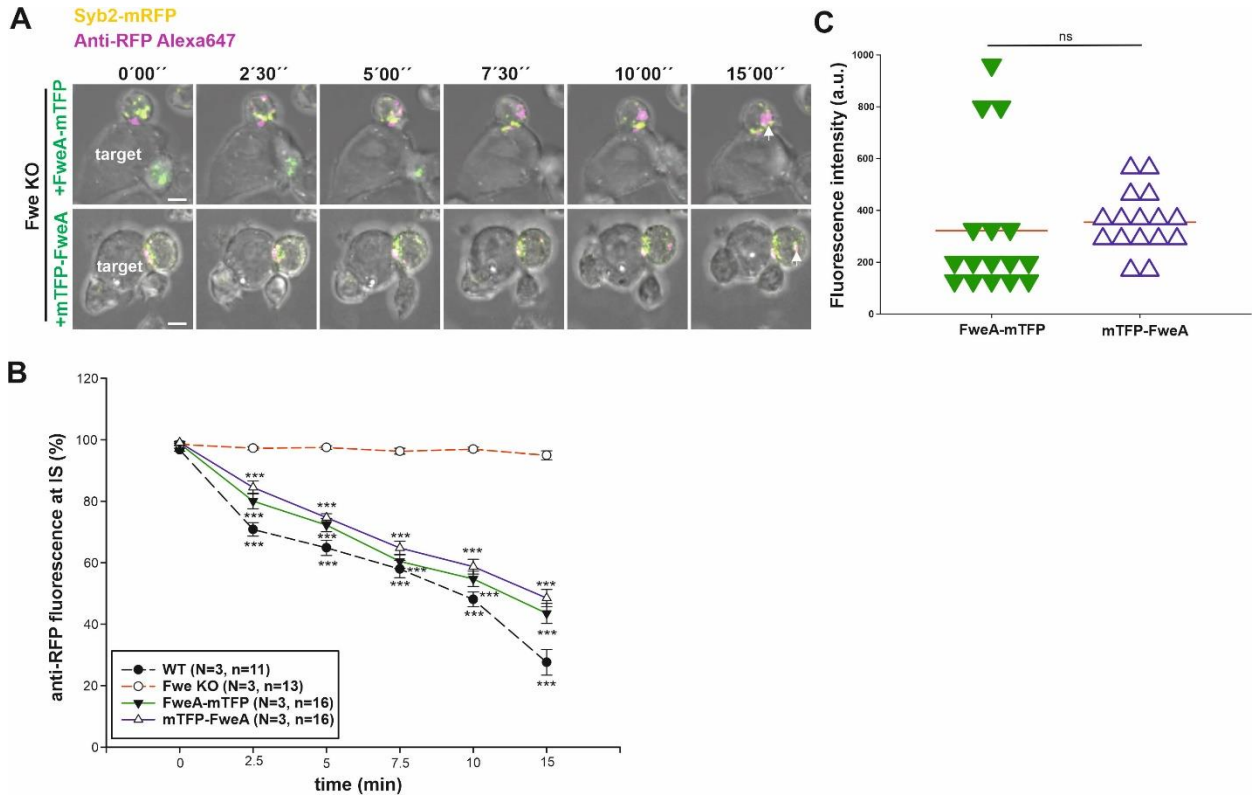 A
Syb2-mRFP
Anti-RFP Alexa647
0´00´´ 2´30´´ 5´00´´ 7´30´´ 10´00´´ 15´00´´
Fwe KO
+FweA-mTFP
target
+mTFP-FweA
target
C
ns
Fluorescence intensity (a.u.)
1000
800
600
400
200
0
FweA-mTFP mTFP-FweA
B
anti-RFP fluorescence at IS (%)
120
100
80
60
40
20
0
*** *** *** *** ***
*** *** *** *** ***
*** *** *** *** ***
WT (N=3, n=11)
Fwe KO (N=3, n=13)
FweA-mTFP (N=3, n=16)
mTFP-FweA (N=3, n=16)
0 2.5 5 7.5 10 15
time (min)